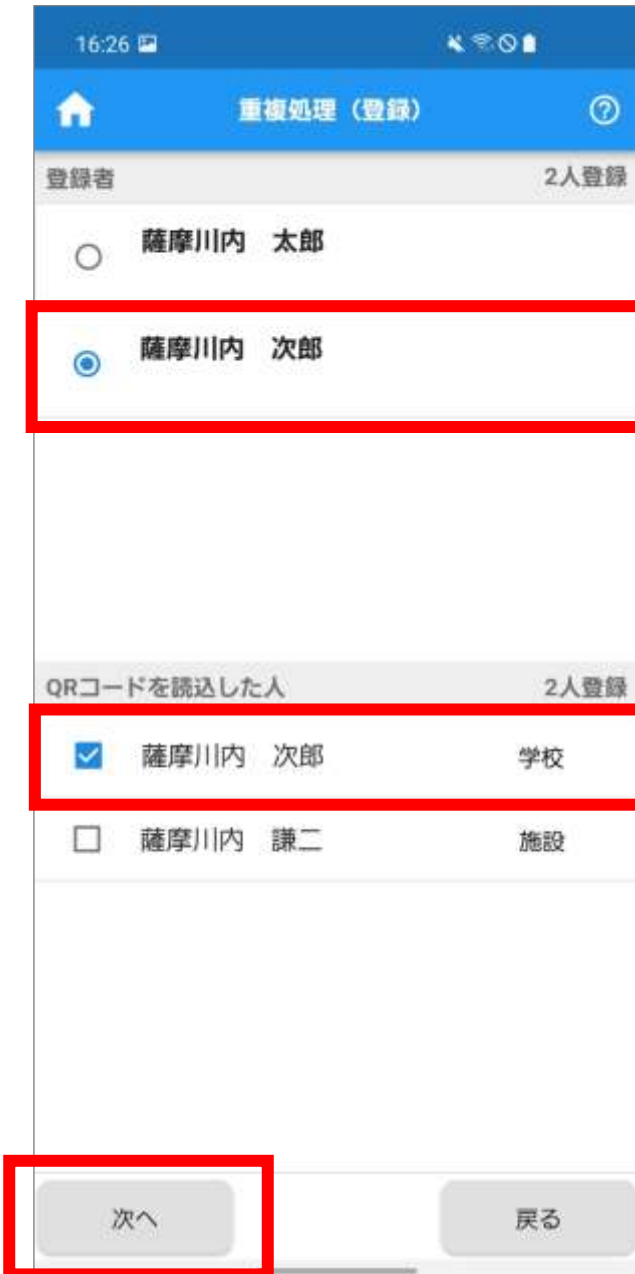 16:26
重複処理（登録）
登録者 2人登録
薩摩川内　太郎
薩摩川内　次郎
QRコードを読込した人 2人登録
薩摩川内　次郎 学校
薩摩川内　謙二 施設
次へ 戻る